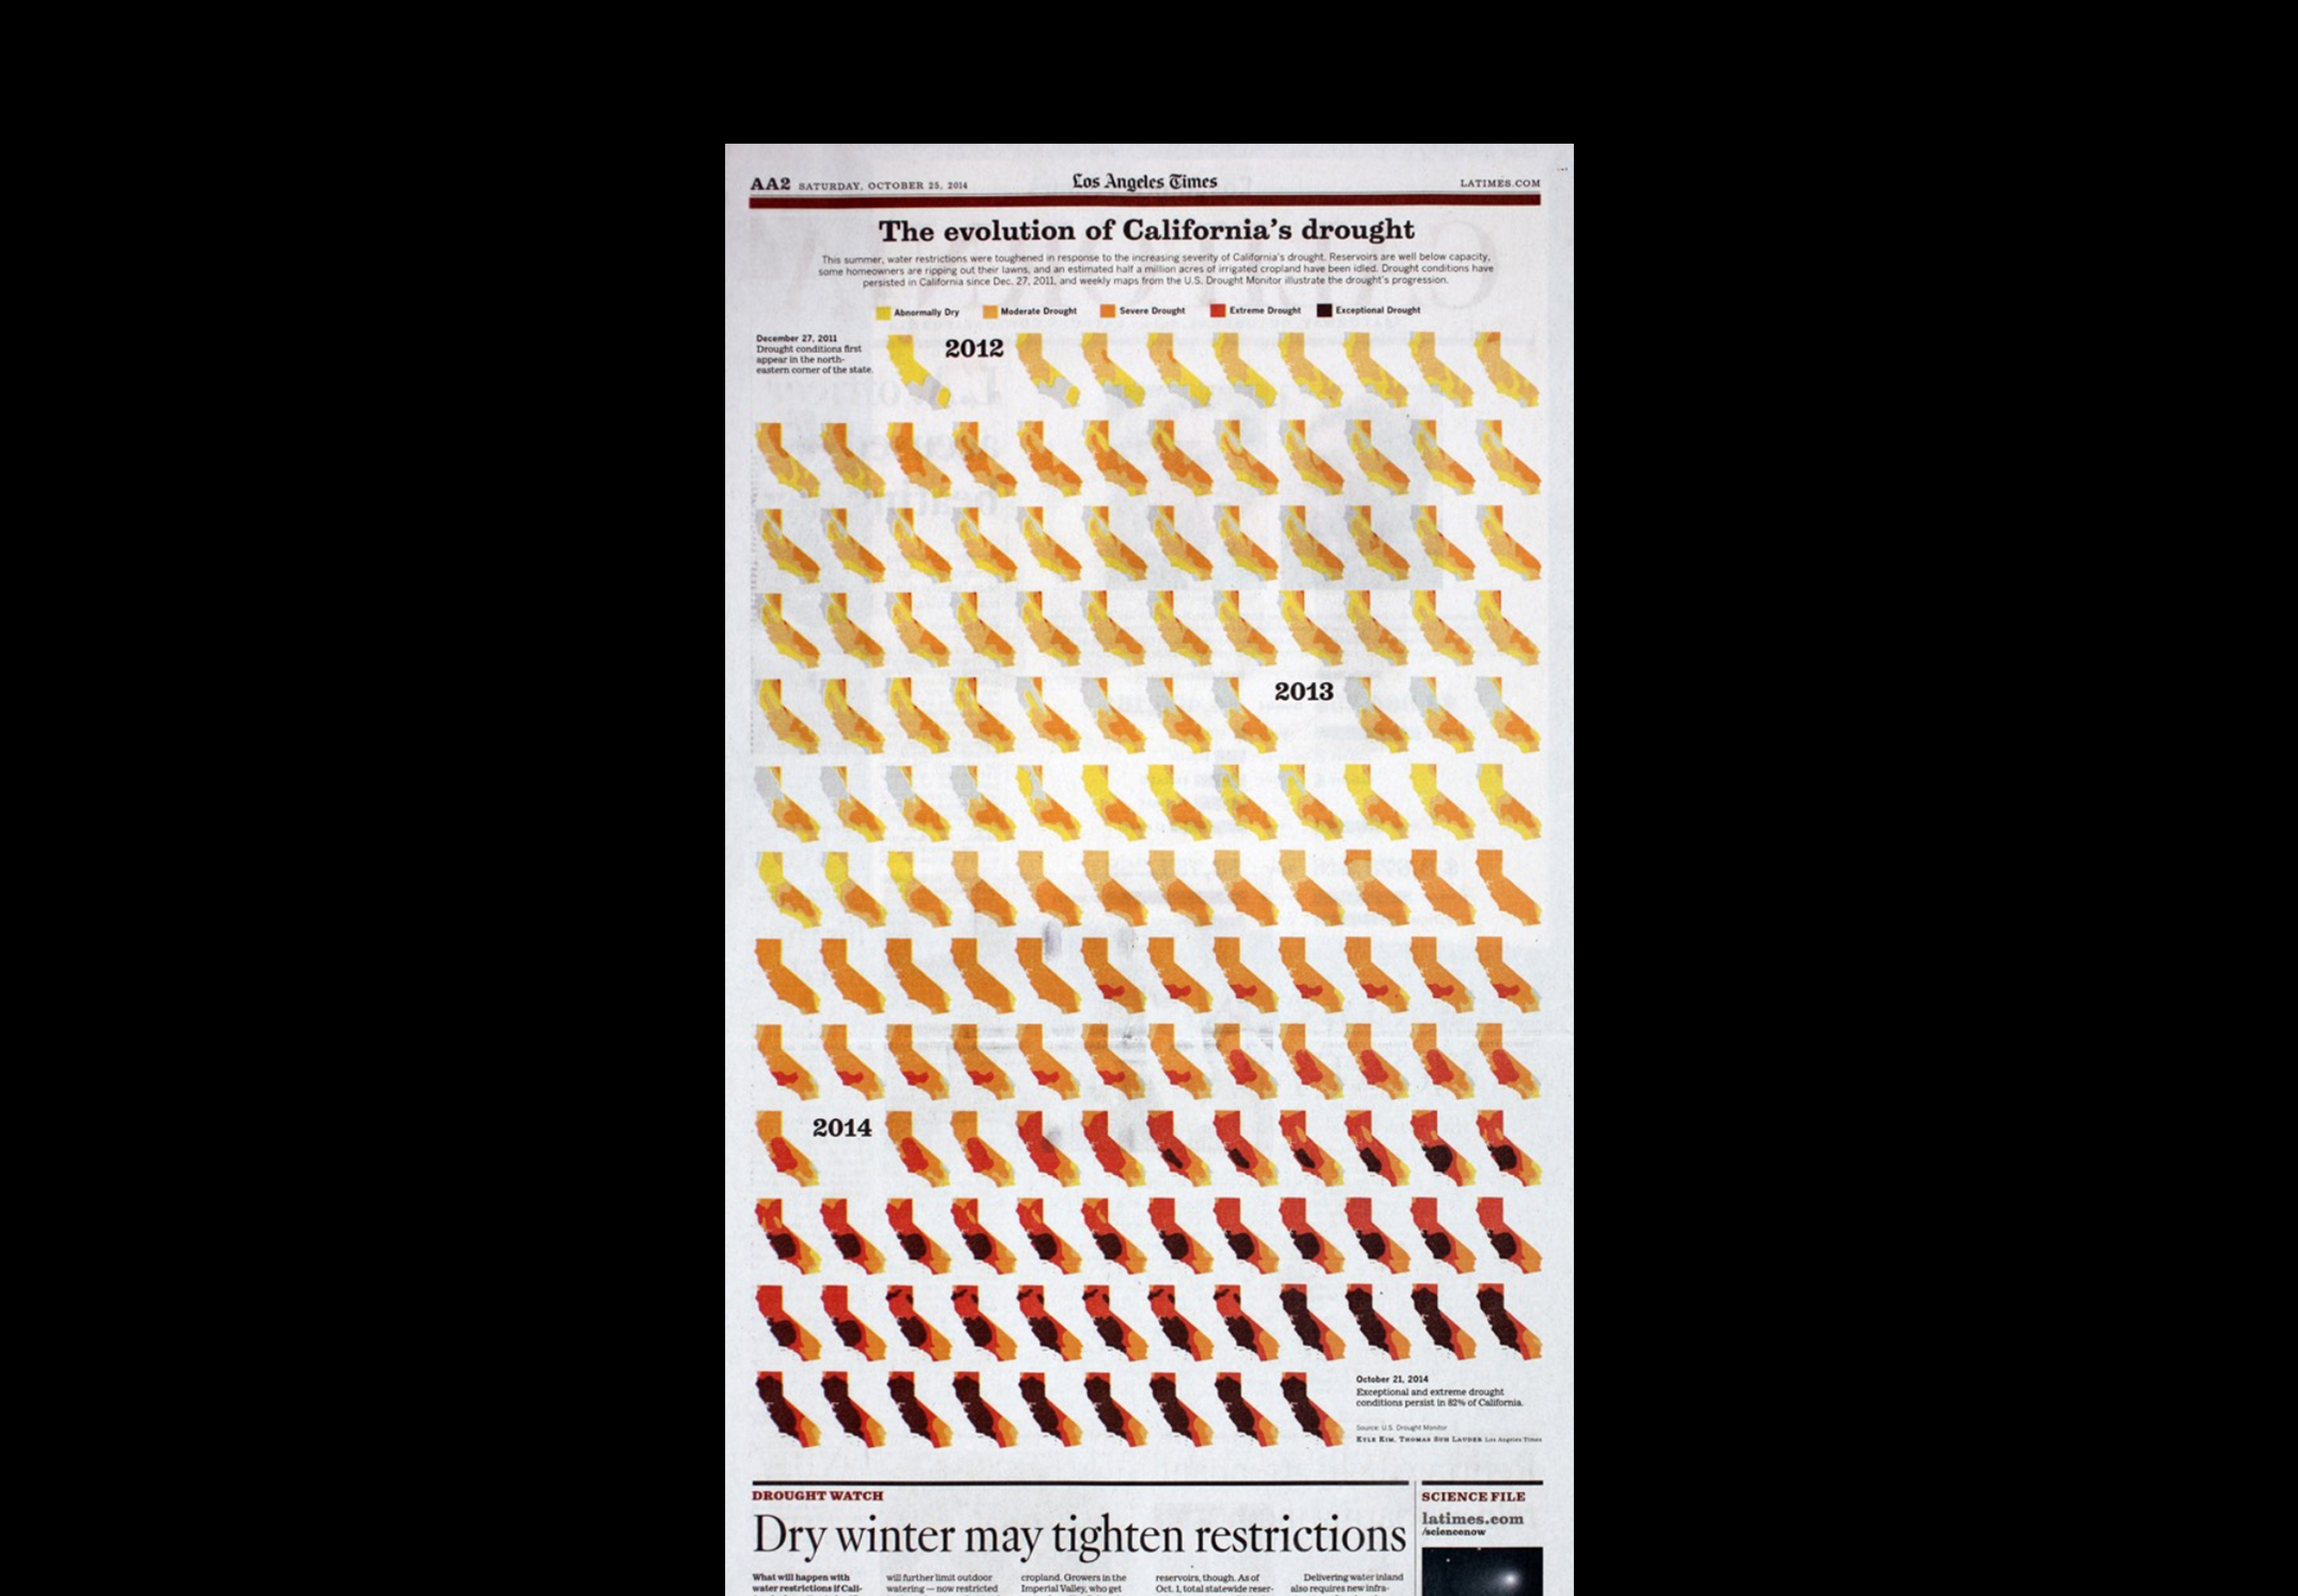 AA2 SATURDAY, OCTOBER 25, 2014
Los Angeles Times
LATIMES.COM
The evolution of California's drought
This summer, water restrictions were toughened in response to the increasing severity of California's drought. Reservoirs are well below capacity,
some homeowners are ripping out their lawns, and an estimated half a million acres of irrigated cropland have been idled. Drought conditions have
persisted in California since Dec. 27, 2011, and weekly maps from the U.S. Drought Monitor illustrate the drought's progression.
Abnormally Dry
Moderate Drought
Severe Drought
Extreme Drought
Exceptional Drought
December 27, 2011
Drought conditions first
appear in the north-
eastern corner of the state.
2012
2013
2014
October 21, 2014
Exceptional and extreme drought
conditions persist in 82% of California.
Source: U.S. Drought Monitor
KYLE KIM, THOMAS SUH LAUDER Los Angeles Times
DROUGHT WATCH
Dry winter may tighten restrictions
What will happen with
water restrictions if Cali-
will further limit outdoor
watering — now restricted
cropland. Growers in the
Imperial Valley, who get
reservoirs, though. As of
Oct. 1, total statewide reser-
Delivering water inland
also requires new infra-
SCIENCE FILE
latimes.com
/sciencenow